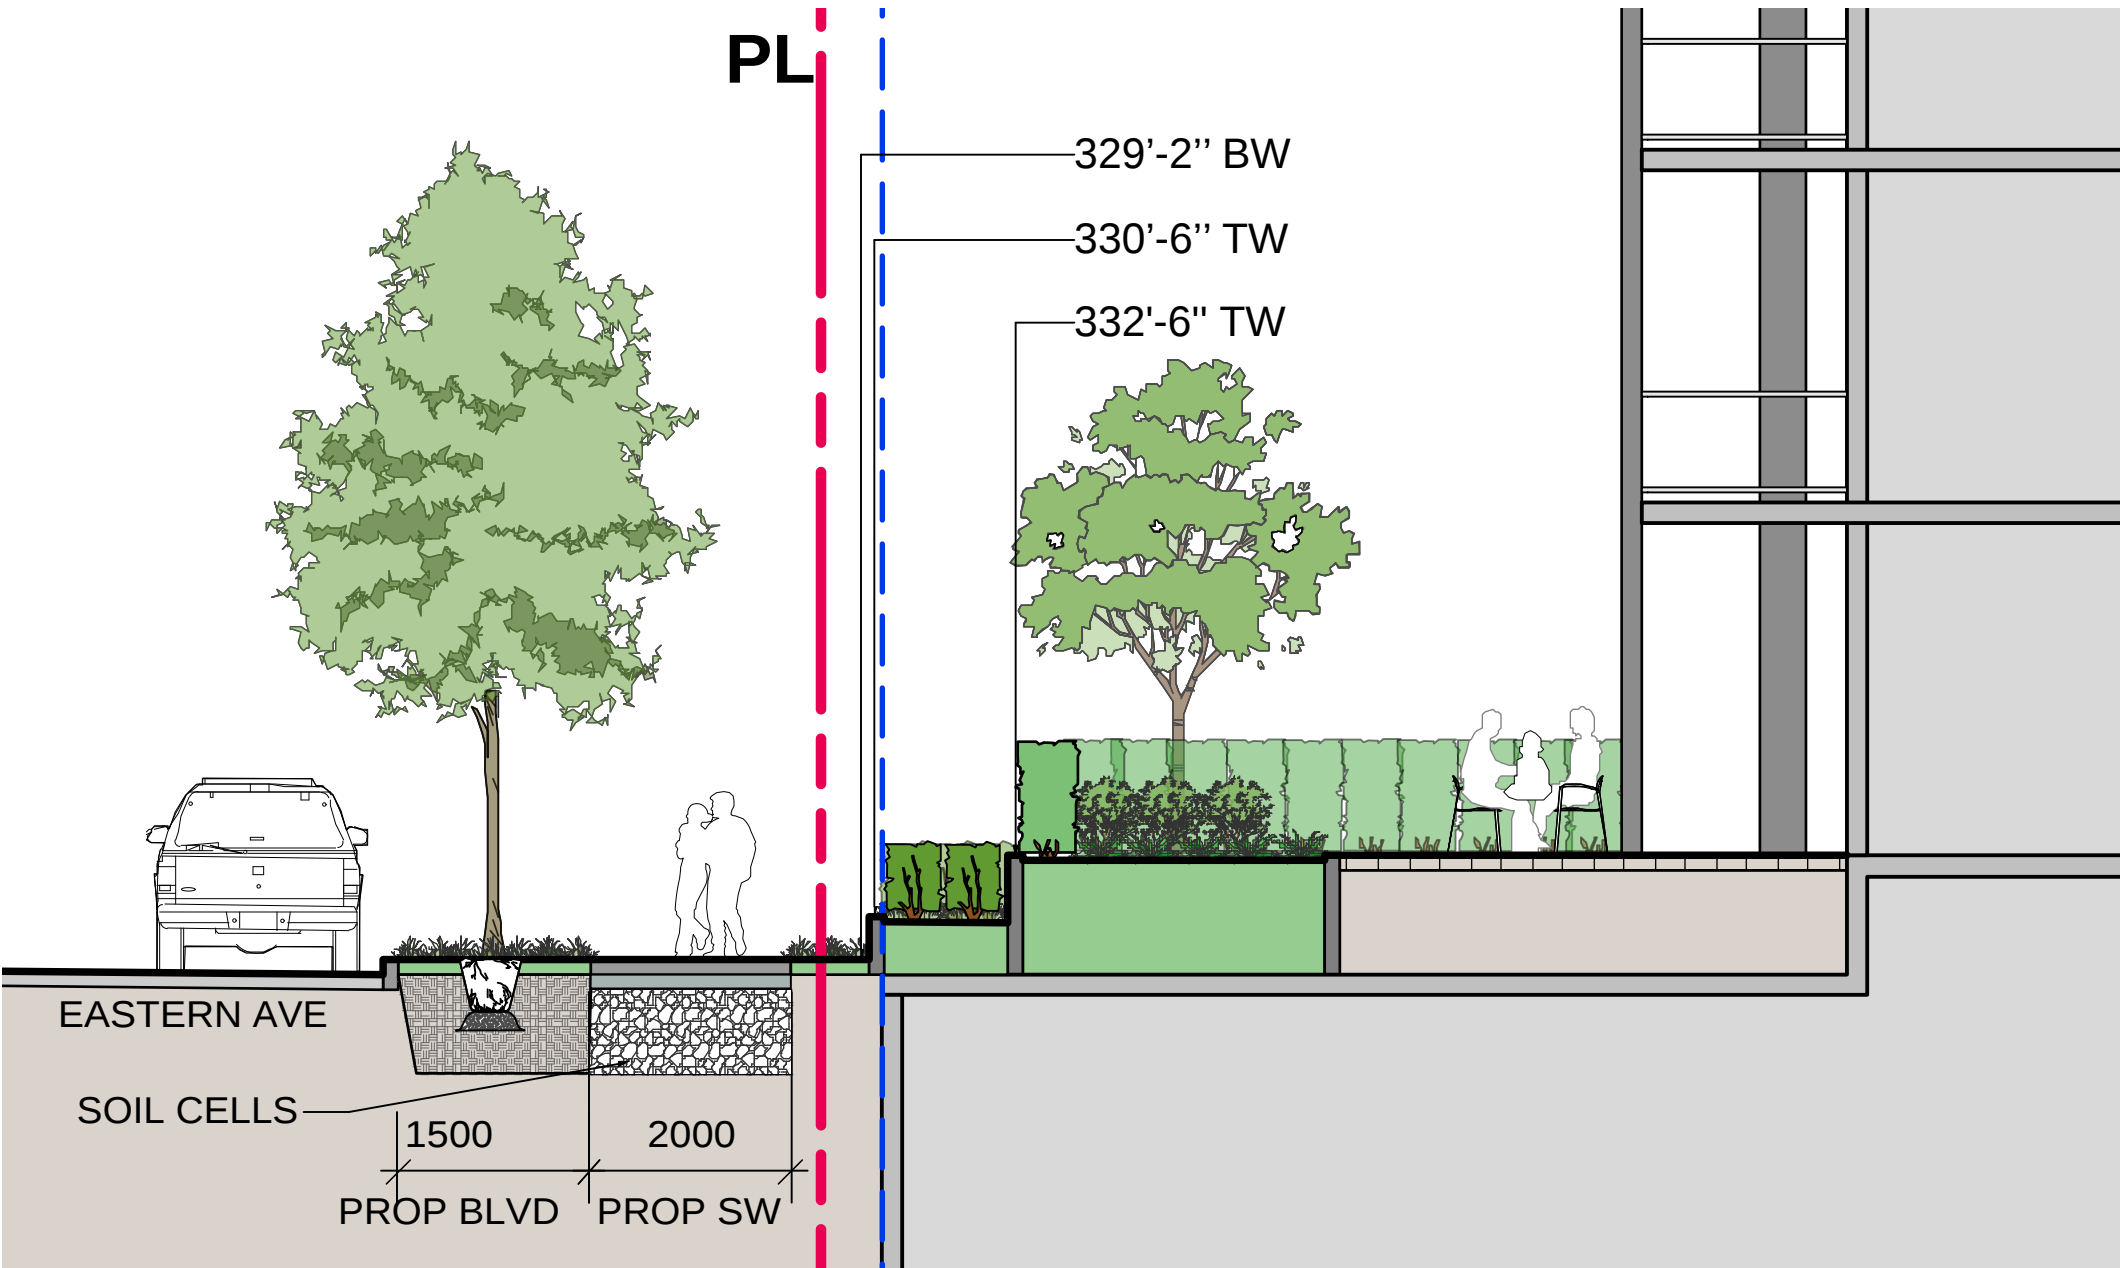 PL
329’-2’’ BW
330’-6’’ TW
332'-6" TW
EASTERN AVE
SOIL CELLS
1500
2000
PROP BLVD
PROP SW